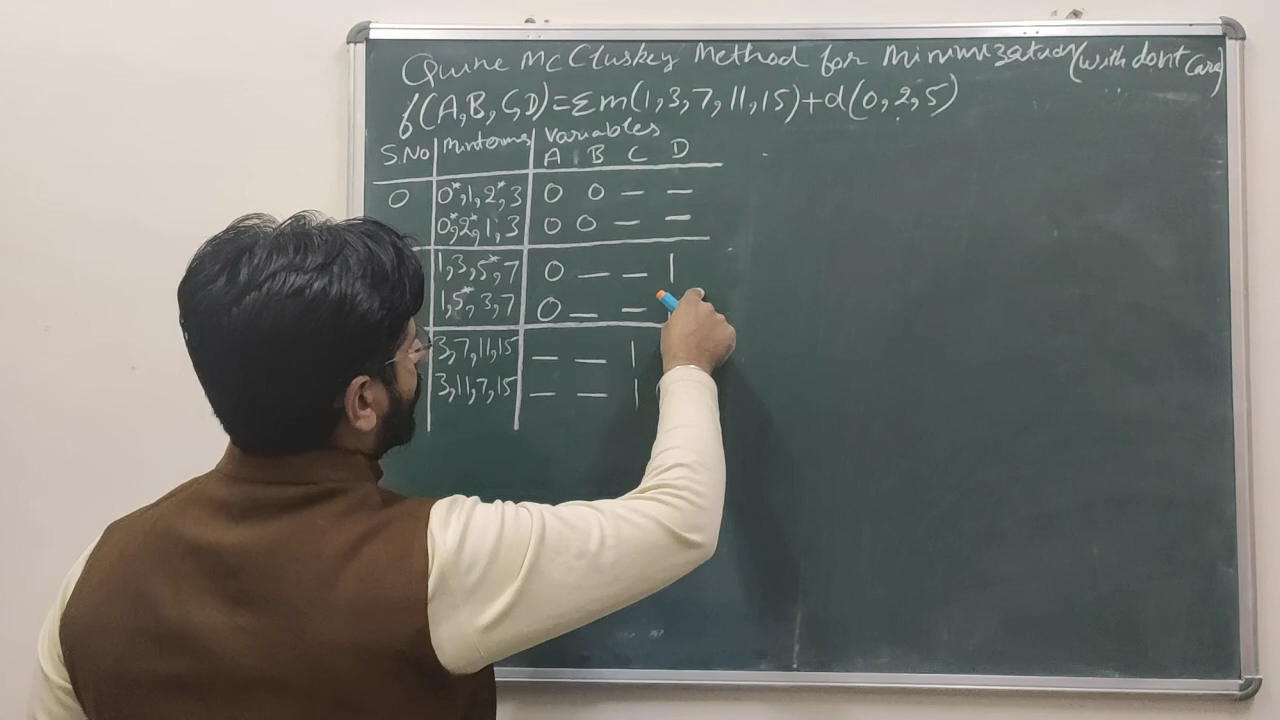 Quine McCluskey Method for Minimization (with dont Care)
f(A,B,C,D)=Σm(1,3,7,11,15)+d(0,2,5)
S.No Minterms Variables
A B C D
0 0*,1,2*,3 0 0 — —
0*,2*,1,3 0 0 — —
1,3,5*,7 0 — — 1
1,5*,3,7 0 — —
3,7,11,15 — — 1
3,11,7,15 — — 1